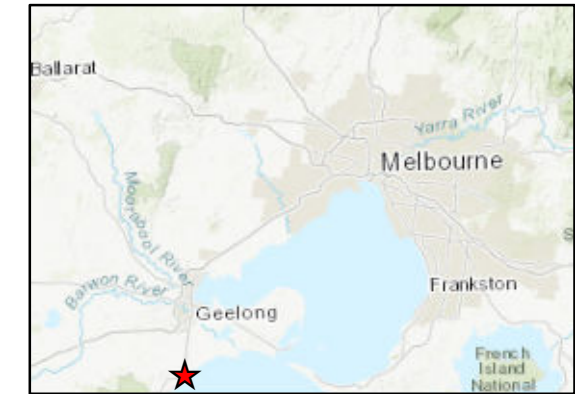 Ballarat
Yarra River
Melbourne
Moorabool River
Barwon River
Geelong
Frankston
S
French
Island
National